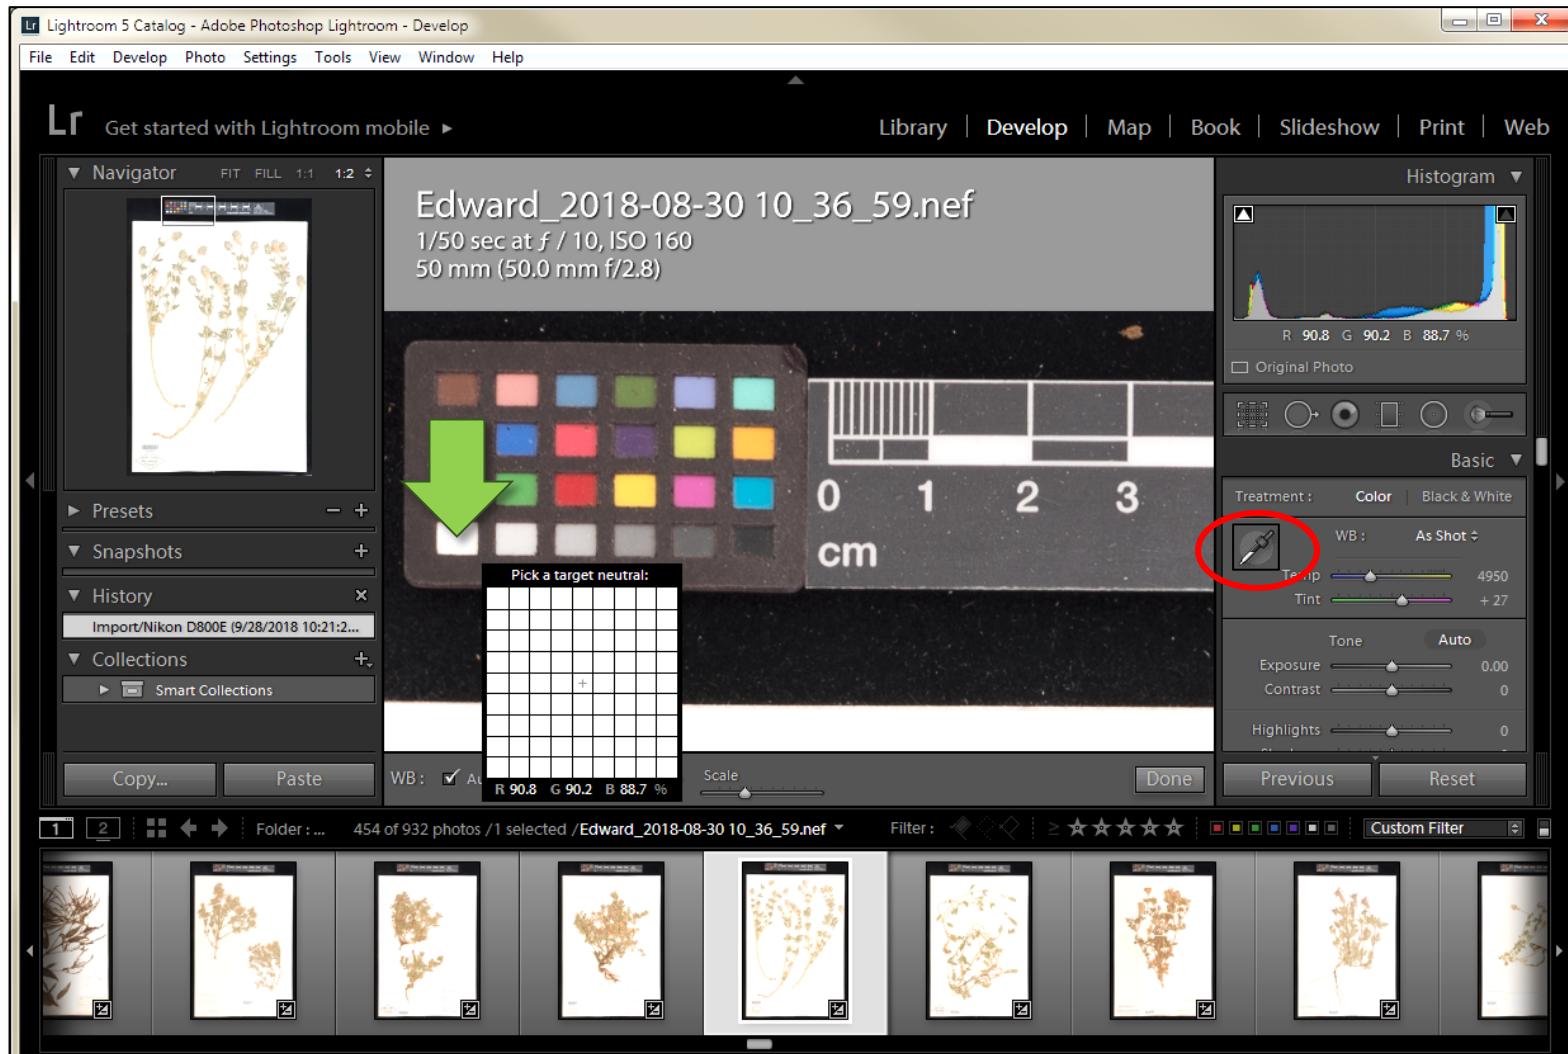 Lr Lightroom 5 Catalog - Adobe Photoshop Lightroom - Develop
File Edit Develop Photo Settings Tools View Window Help
Lr Get started with Lightroom mobile
Library | Develop | Map | Book | Slideshow | Print | Web
Navigator FIT FILL 1:1 1:2
Edward_2018-08-30 10_36_59.nef
1/50 sec at ƒ / 10, ISO 160
50 mm (50.0 mm f/2.8)
Histogram
R 90.8 G 90.2 B 88.7 %
Original Photo
Basic
Treatment : Color | Black & White
WB : As Shot
Temp 4950
Tint + 27
Tone Auto
Exposure 0.00
Contrast 0
Highlights 0
Presets
Snapshots
History
Import/Nikon D800E (9/28/2018 10:21:2...
Collections
Smart Collections
0 1 2 3
cm
Pick a target neutral:
R 90.8 G 90.2 B 88.7 %
Copy... Paste
WB :
Scale
Done
Previous Reset
1 2 Folder : ... 454 of 932 photos /1 selected /Edward_2018-08-30 10_36_59.nef Filter : ≥ ★★★★★ Custom Filter